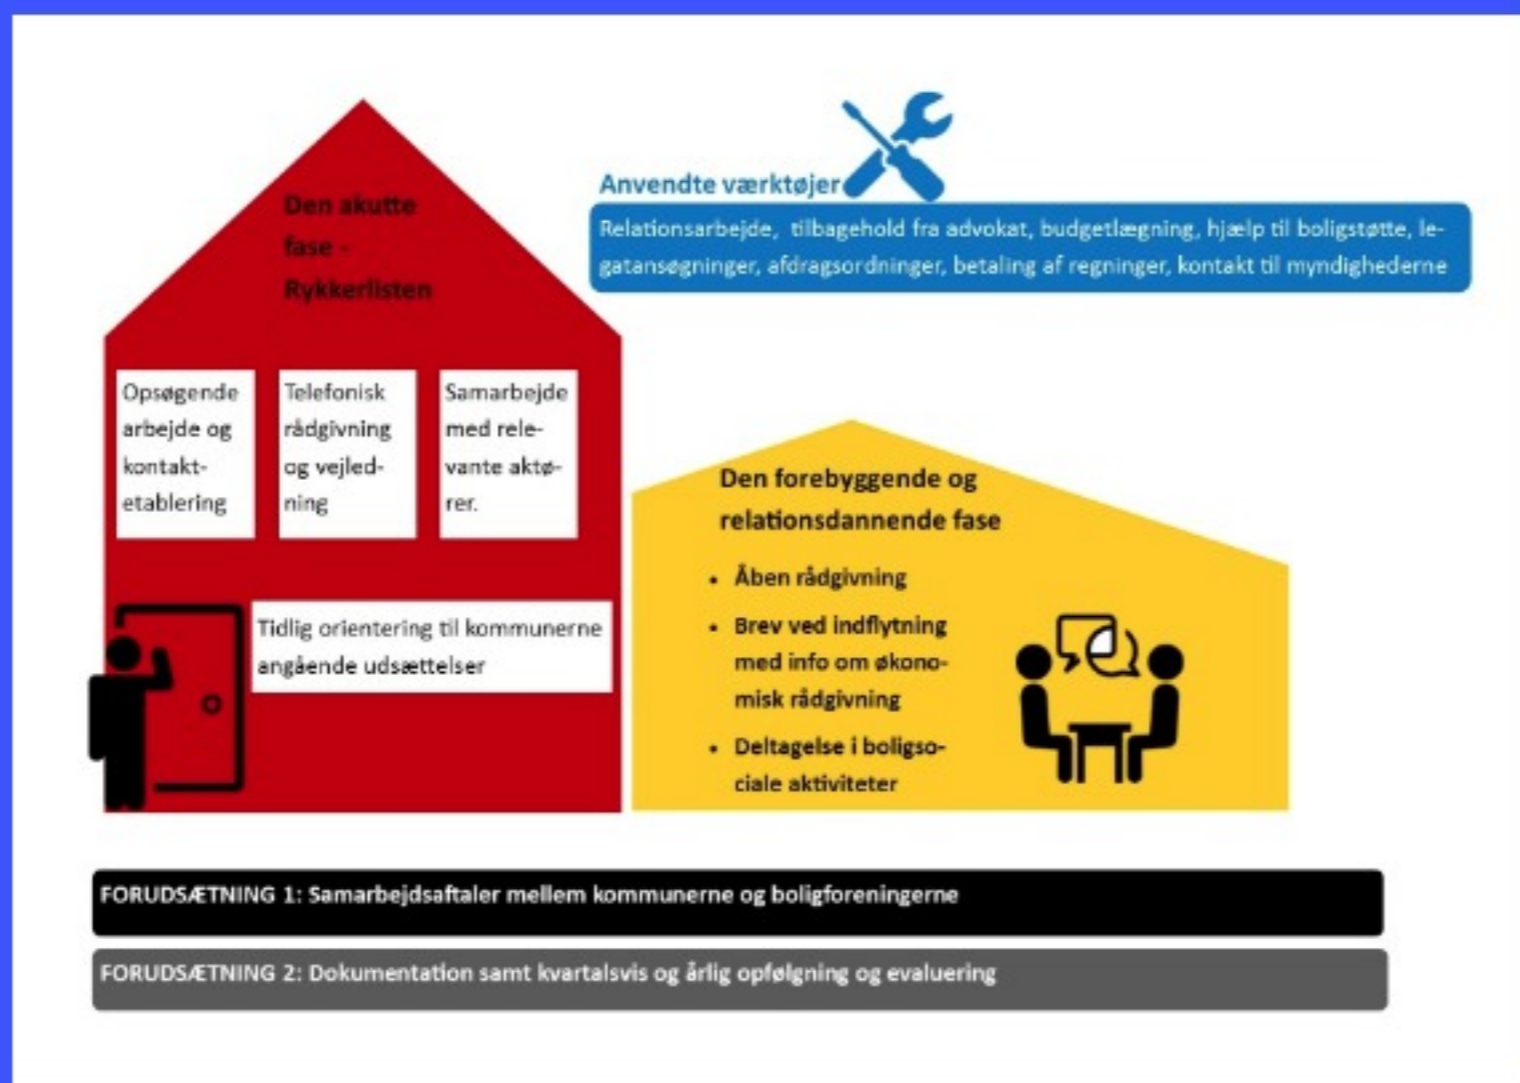 Den akutte
fase -
Rykkerlisten
Anvendte værktøjer
Relationsarbejde, tilbagehold fra advokat, budgetlægning, hjælp til boligstøtte, le-
gatansøgninger, afdragsordninger, betaling af regninger, kontakt til myndighederne
Opsøgende
arbejde og
kontakt-
etablering
Telefonisk
rådgivning
og vejled-
ning
Samarbejde
med rele-
vante aktø-
rer.
Tidlig orientering til kommunerne
angående udsættelser
Den forebyggende og
relationsdannende fase
• Åben rådgivning
• Brev ved indflytning
med info om økono-
misk rådgivning
• Deltagelse i boligso-
ciale aktiviteter
FORUDSÆTNING 1: Samarbejdsaftaler mellem kommunerne og boligforeningerne
FORUDSÆTNING 2: Dokumentation samt kvartalsvis og årlig opfølgning og evaluering